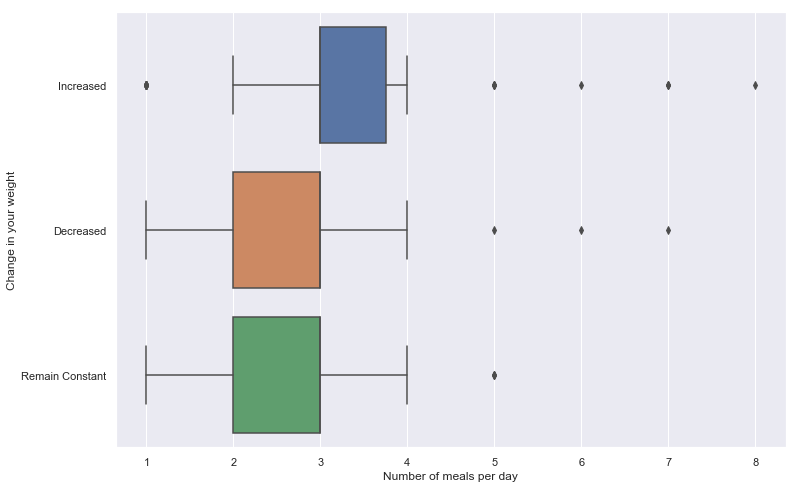 Change in your weight
Increased
Decreased
Remain Constant
1 2 3 4 5 6 7 8
Number of meals per day